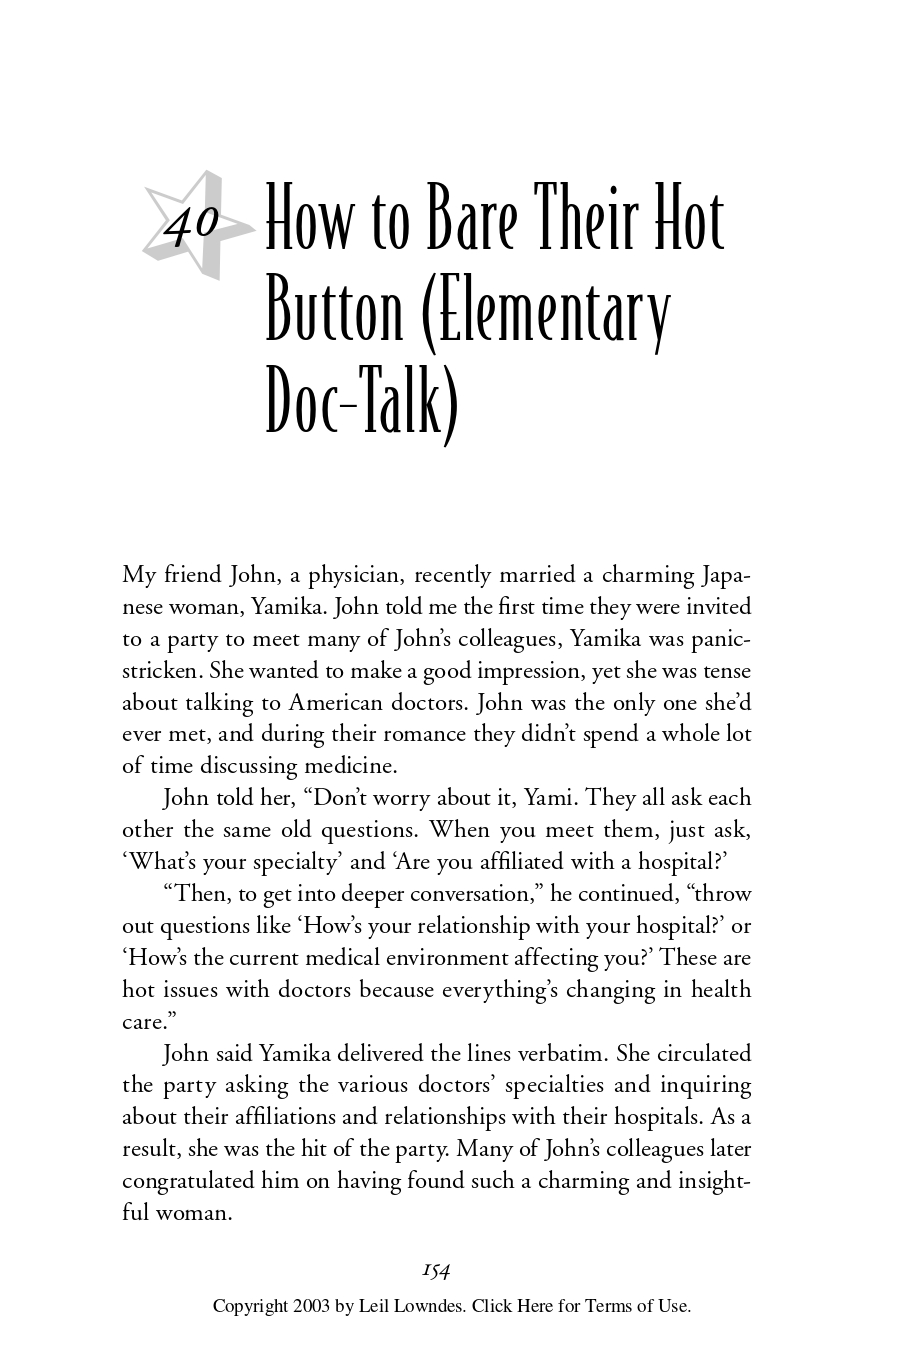 40
How to Bare Their Hot
Button (Elementary
Doc-Talk)
My friend John, a physician, recently married a charming Japa-
nese woman, Yamika. John told me the first time they were invited
to a party to meet many of John’s colleagues, Yamika was panic-
stricken. She wanted to make a good impression, yet she was tense
about talking to American doctors. John was the only one she’d
ever met, and during their romance they didn’t spend a whole lot
of time discussing medicine.
John told her, “Don’t worry about it, Yami. They all ask each
other the same old questions. When you meet them, just ask,
‘What’s your specialty’ and ‘Are you affiliated with a hospital?’
“Then, to get into deeper conversation,” he continued, “throw
out questions like ‘How’s your relationship with your hospital?’ or
‘How’s the current medical environment affecting you?’ These are
hot issues with doctors because everything’s changing in health
care.”
John said Yamika delivered the lines verbatim. She circulated
the party asking the various doctors’ specialties and inquiring
about their affiliations and relationships with their hospitals. As a
result, she was the hit of the party. Many of John’s colleagues later
congratulated him on having found such a charming and insight-
ful woman.
154
Copyright 2003 by Leil Lowndes. Click Here for Terms of Use.